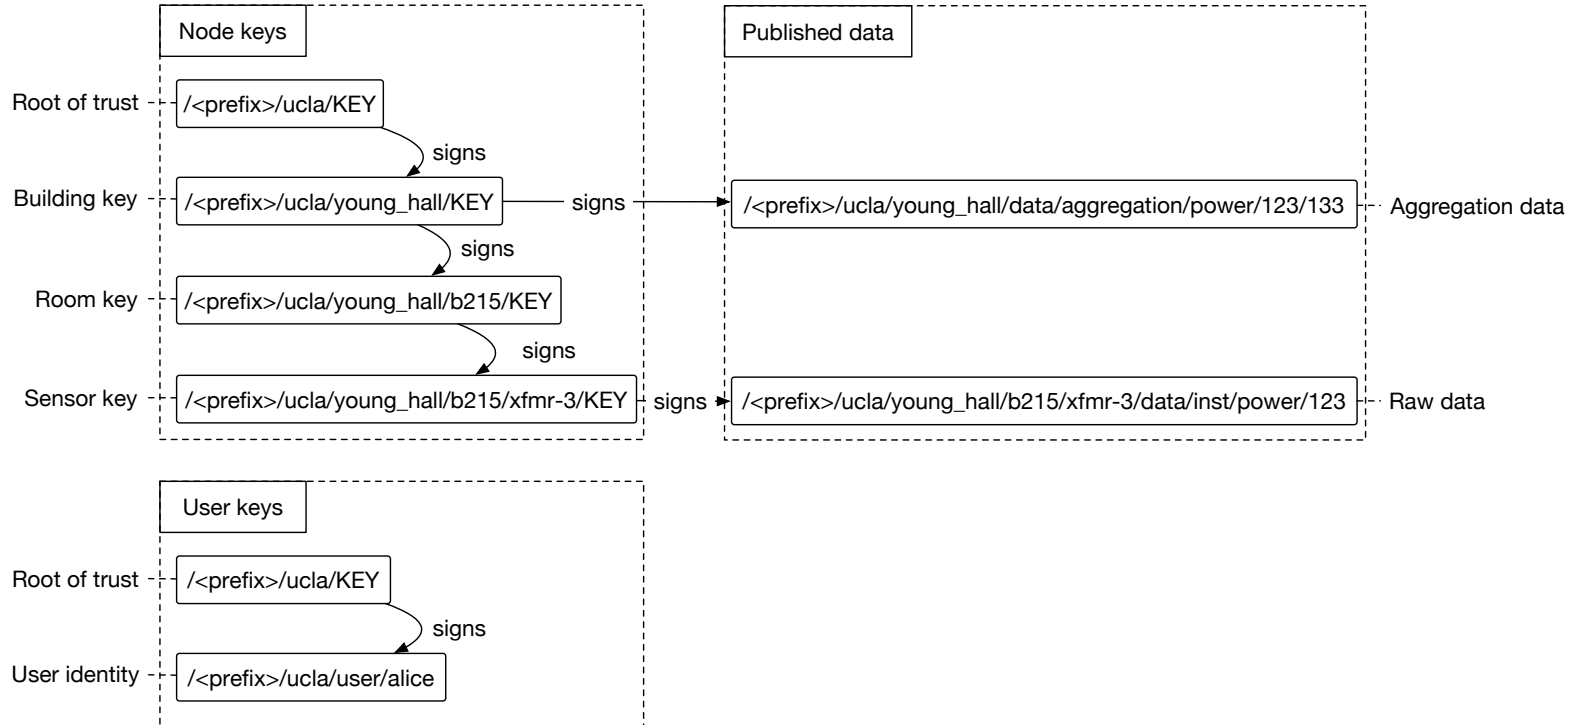 Node keys
Published data
Root of trust
/<prefix>/ucla/KEY
signs
Building key
/<prefix>/ucla/young_hall/KEY
signs
/<prefix>/ucla/young_hall/data/aggregation/power/123/133
Aggregation data
signs
Room key
/<prefix>/ucla/young_hall/b215/KEY
signs
Sensor key
/<prefix>/ucla/young_hall/b215/xfmr-3/KEY
signs
/<prefix>/ucla/young_hall/b215/xfmr-3/data/inst/power/123
Raw data
User keys
Root of trust
/<prefix>/ucla/KEY
signs
User identity
/<prefix>/ucla/user/alice